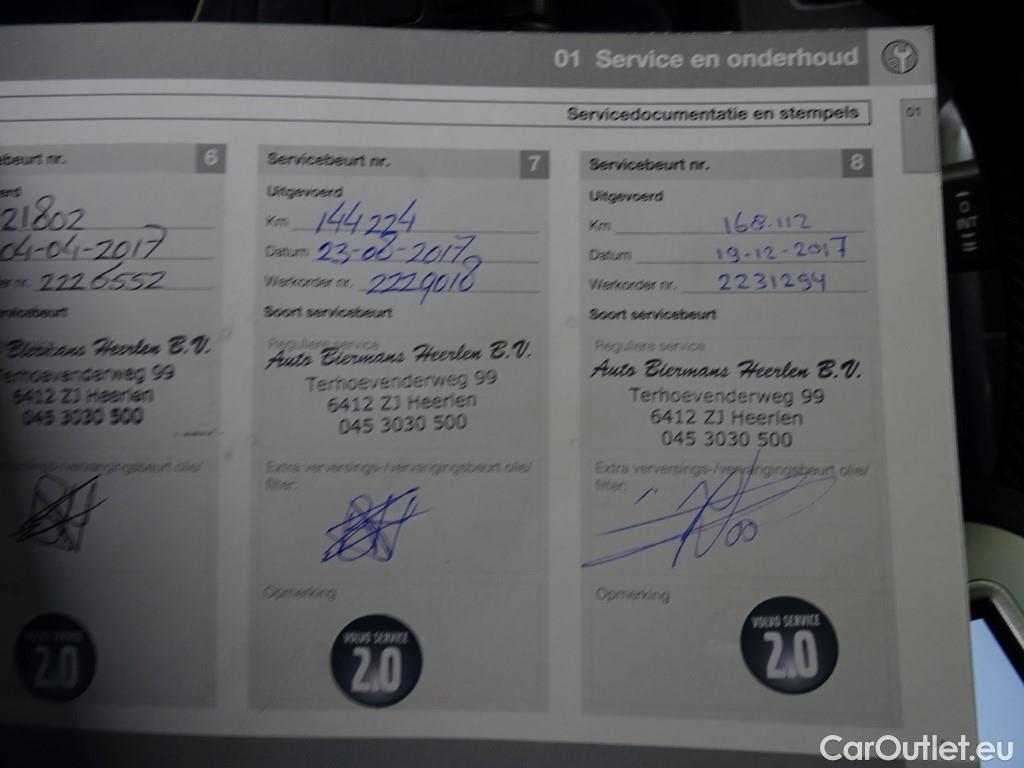 01 Service en onderhoud
Servicedocumentatie en stempels
01
6
21802
04-04-2017
2226552
Biermans Heerlen B.V.
Terhoevenderweg 99
6412 ZJ Heerlen
045 3030 500
2.0
Servicebeurt nr. 7
Uitgevoerd
Km 144224
Datum 23-08-2017
Werkorder nr. 2229018
Soort servicebeurt
Reguliere service
Auto Biermans Heerlen B.V.
Terhoevenderweg 99
6412 ZJ Heerlen
045 3030 500
Extra verversings-/vervangingsbeurt olie/
filter:
Opmerking
VOLVO SERVICE
2.0
Servicebeurt nr. 8
Uitgevoerd
Km 168.112
Datum 19-12-2017
Werkorder nr. 2231294
Soort servicebeurt
Reguliere service
Auto Biermans Heerlen B.V.
Terhoevenderweg 99
6412 ZJ Heerlen
045 3030 500
Extra verversings-/vervangingsbeurt olie/
filter:
Opmerking
VOLVO SERVICE
2.0
INT
CarOutlet.eu